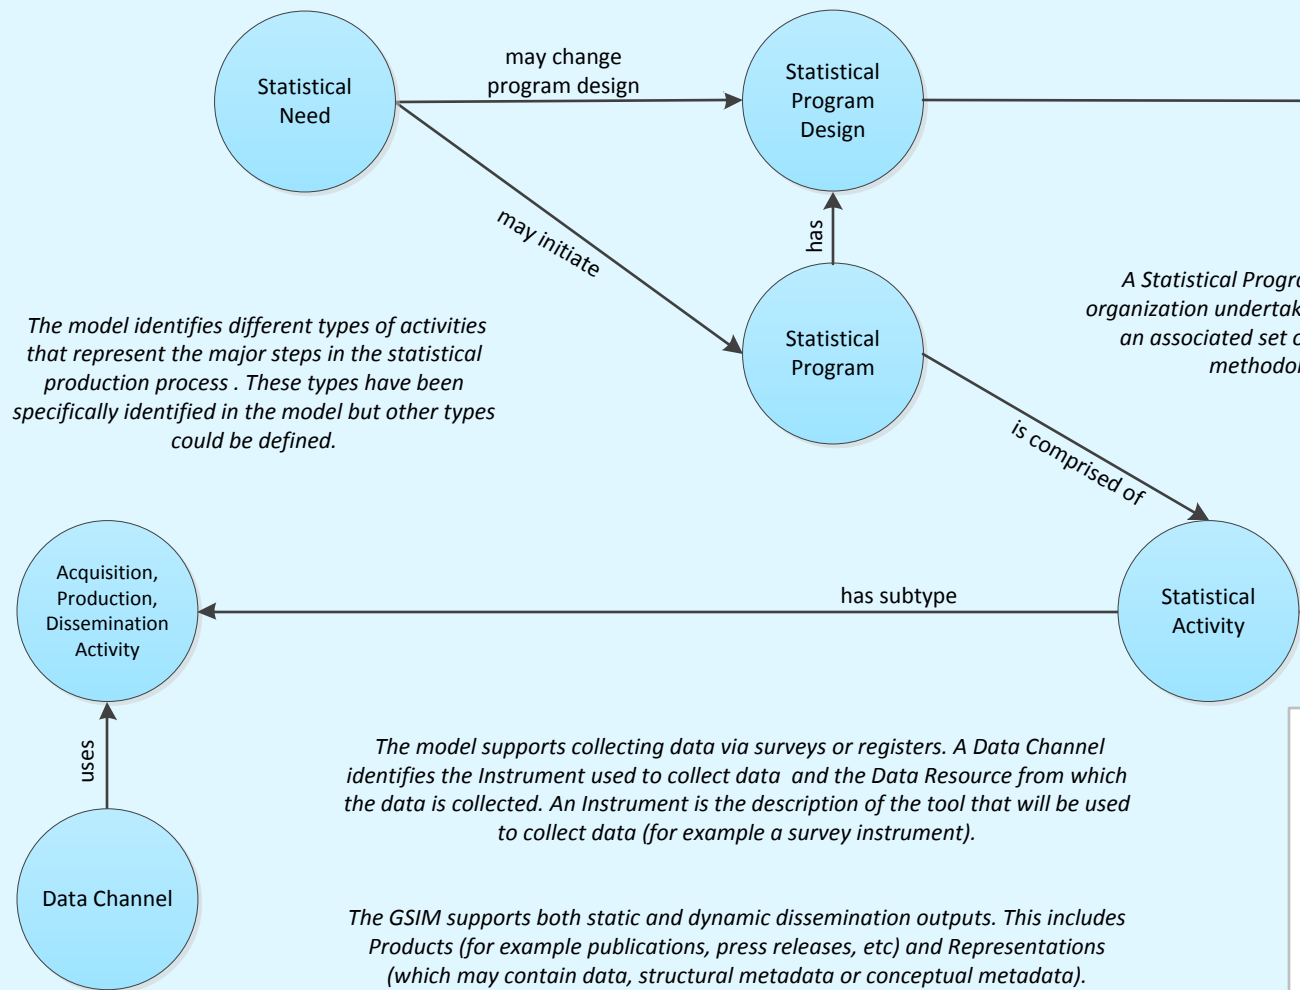 Statistical
Need
may change
program design
Statistical
Program
Design
may initiate
has
Statistical
Program
The model identifies different types of activities
that represent the major steps in the statistical
production process . These types have been
specifically identified in the model but other types
could be defined.
A Statistical
organization
an associated set
is comprised of
Acquisition,
Production,
Dissemination
Activity
has subtype
Statistical
Activity
uses
Data Channel
The model supports collecting data via surveys or registers. A Data Channel
identifies the Instrument used to collect data and the Data Resource from which
the data is collected. An Instrument is the description of the tool that will be used
to collect data (for example a survey instrument).
The GSIM supports both static and dynamic dissemination outputs. This includes
Products (for example publications, press releases, etc) and Representations
(which may contain data, structural metadata or conceptual metadata).